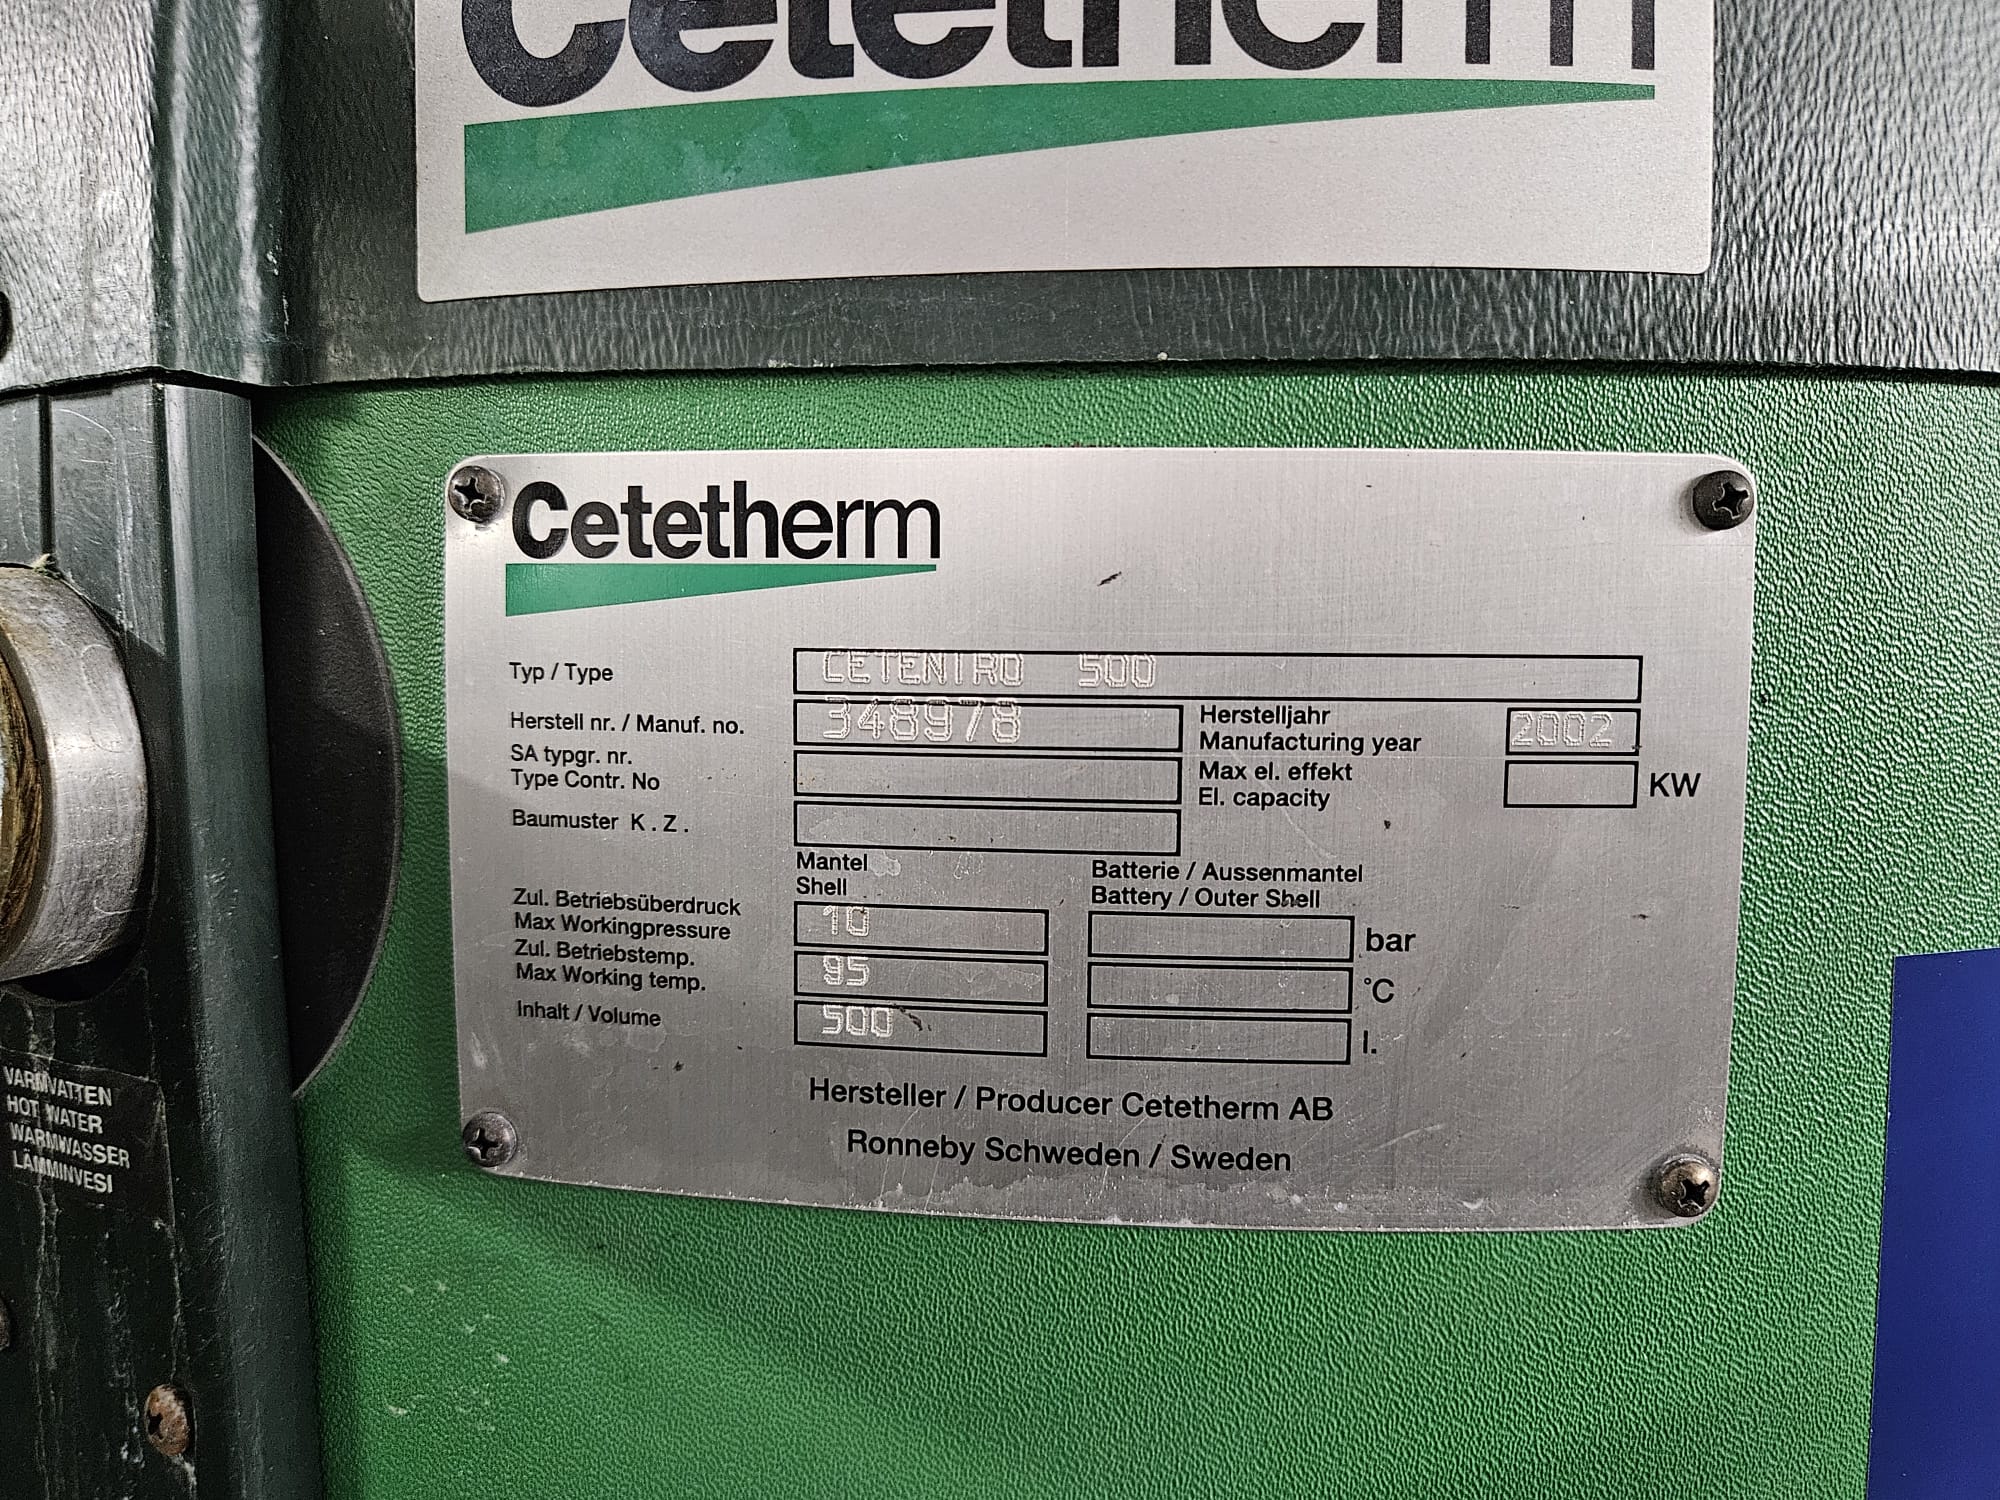 Cetetherm
Cetetherm
Typ / Type CETENIRO 500
Herstell nr. / Manuf. no. 348978
Herstelljahr
Manufacturing year 2002
SA typgr. nr.
Type Contr. No
Max el. effekt
El. capacity KW
Baumuster K . Z .
Mantel
Shell
Batterie / Aussenmantel
Battery / Outer Shell
Zul. Betriebsüberdruck
Max Workingpressure 10 bar
Zul. Betriebstemp.
Max Working temp. 95 °C
Inhalt / Volume 500 l.
Hersteller / Producer Cetetherm AB
Ronneby Schweden / Sweden
VARMVATTEN
HOT WATER
WARMWASSER
LÄMMINVESI